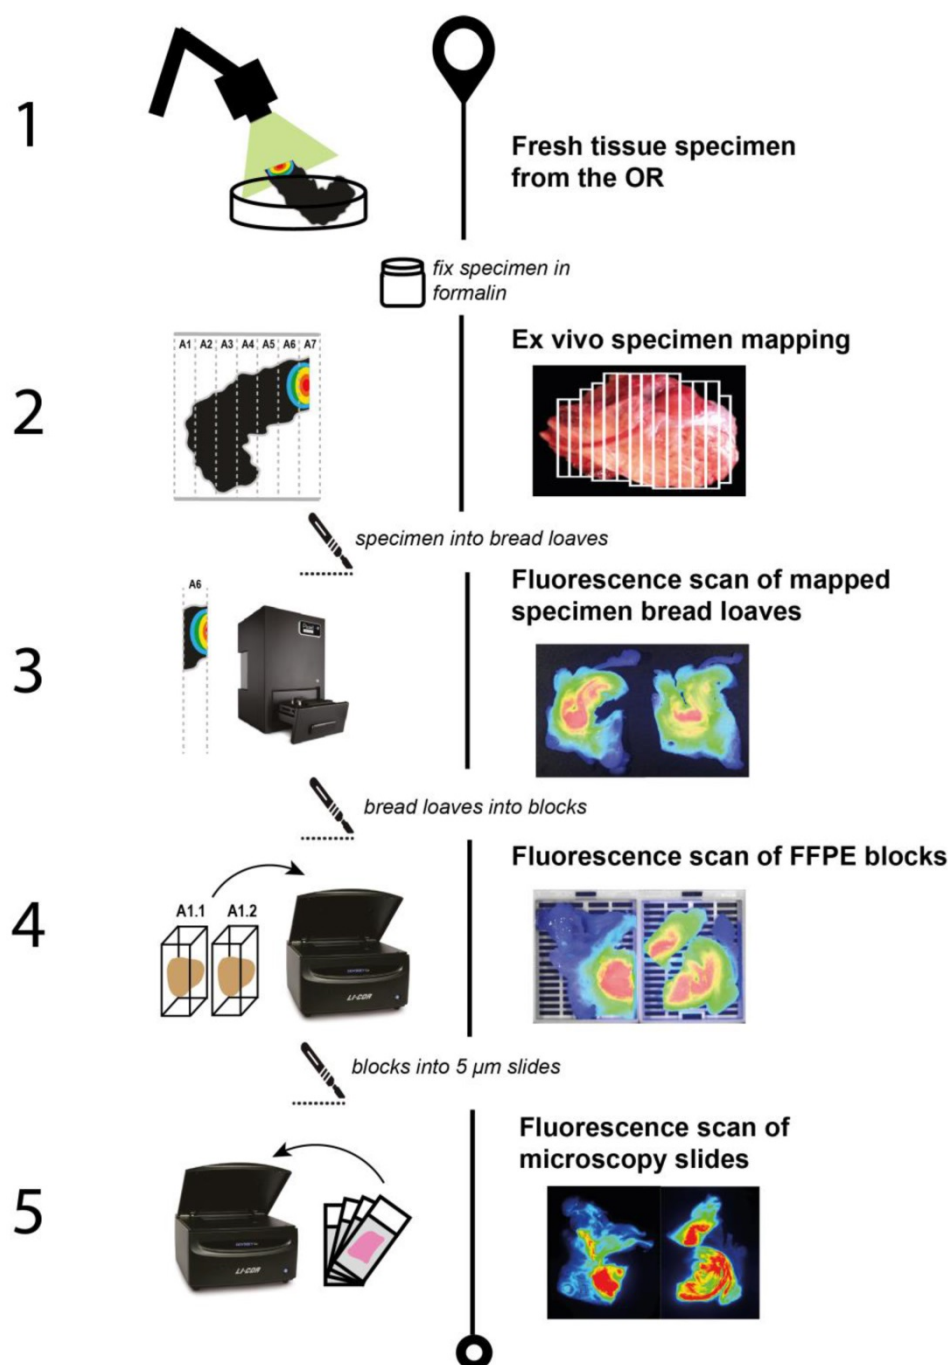 1
Fresh tissue specimen
from the OR
fix specimen in
formalin
2
A1 A2 A3 A4 A5 A6 A7
Ex vivo specimen mapping
specimen into bread loaves
3
A6
Fluorescence scan of mapped
specimen bread loaves
bread loaves into blocks
4
A1.1 A1.2
LI-COR
Fluorescence scan of FFPE blocks
blocks into 5 µm slides
5
LI-COR
Fluorescence scan of
microscopy slides